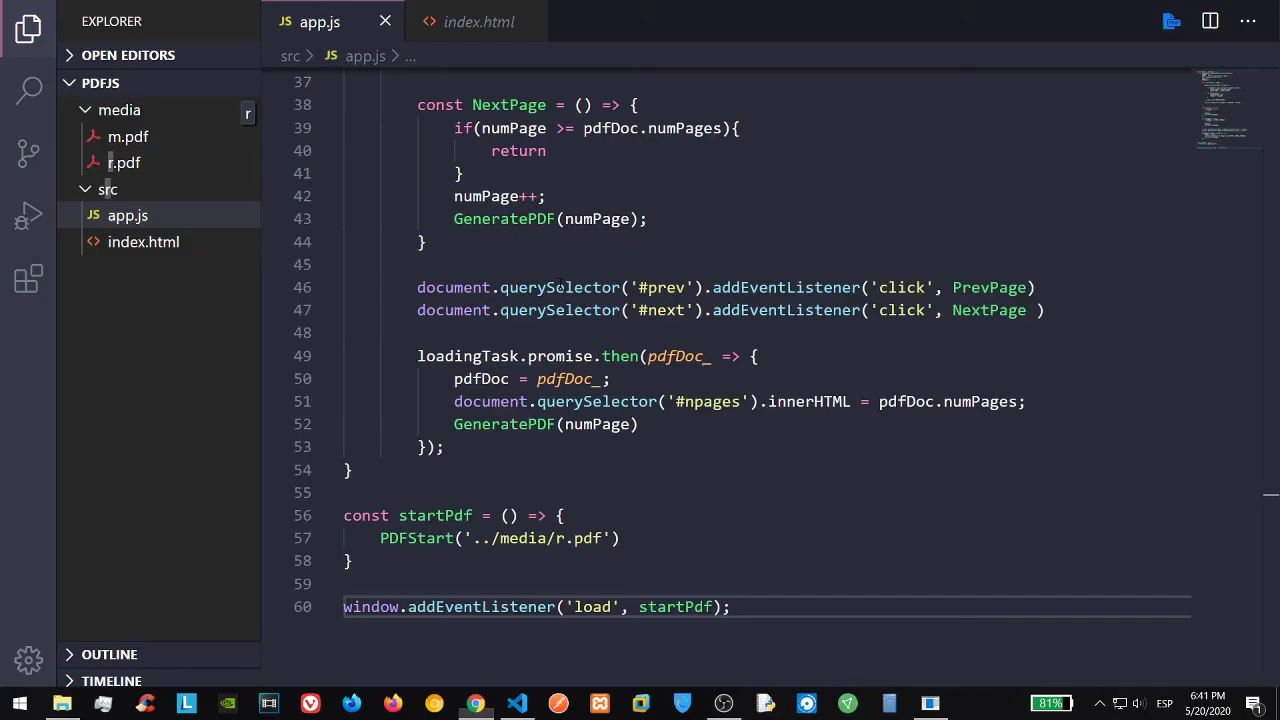 EXPLORER
OPEN EDITORS
PDFJS
media
r
m.pdf
r.pdf
src
JS app.js
<> index.html
OUTLINE
TIMELINE
JS app.js
<> index.html
src > JS app.js > ...
37
38 const NextPage = () => {
39 if(numPage >= pdfDoc.numPages){
40 return
41 }
42 numPage++;
43 GeneratePDF(numPage);
44 }
45
46 document.querySelector('#prev').addEventListener('click', PrevPage)
47 document.querySelector('#next').addEventListener('click', NextPage )
48
49 loadingTask.promise.then(pdfDoc_ => {
50 pdfDoc = pdfDoc_;
51 document.querySelector('#npages').innerHTML = pdfDoc.numPages;
52 GeneratePDF(numPage)
53 });
54 }
55
56 const startPdf = () => {
57 PDFStart('../media/r.pdf')
58 }
59
60 window.addEventListener('load', startPdf);
L
81%
ESP
6:41 PM
5/20/2020
1